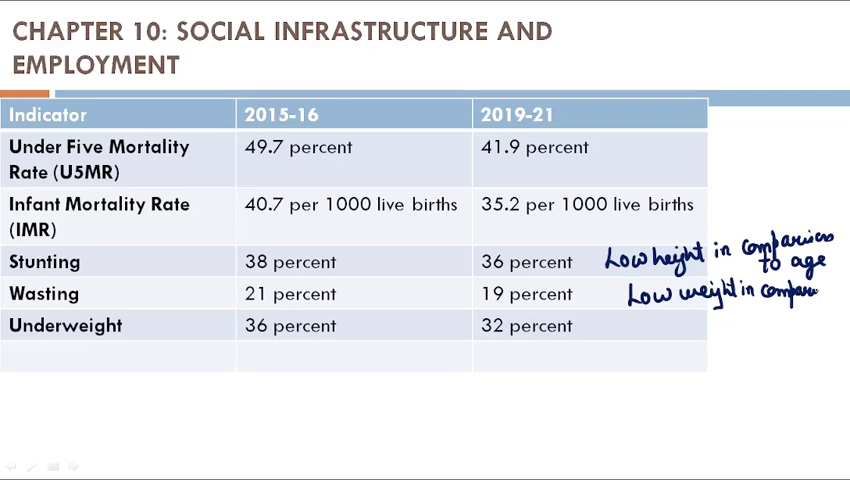 CHAPTER 10: SOCIAL INFRASTRUCTURE AND
EMPLOYMENT
Indicator 2015-16 2019-21
Under Five Mortality 49.7 percent 41.9 percent
Rate (U5MR)
Infant Mortality Rate 40.7 per 1000 live births 35.2 per 1000 live births
(IMR)
Stunting 38 percent 36 percent Low height in comparison
to age
Wasting 21 percent 19 percent Low weight in compari
Underweight 36 percent 32 percent